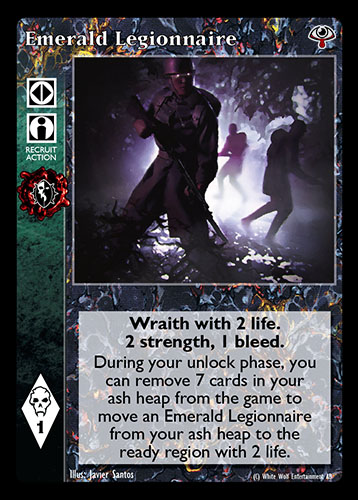 Emerald Legionnaire
RECRUIT
ACTION
Wraith with 2 life.
2 strength, 1 bleed.
During your unlock phase, you
can remove 7 cards in your
ash heap from the game to
move an Emerald Legionnaire
from your ash heap to the
ready region with 2 life.
1
Illus: Javier Santos
(C) White Wolf Entertainment AB